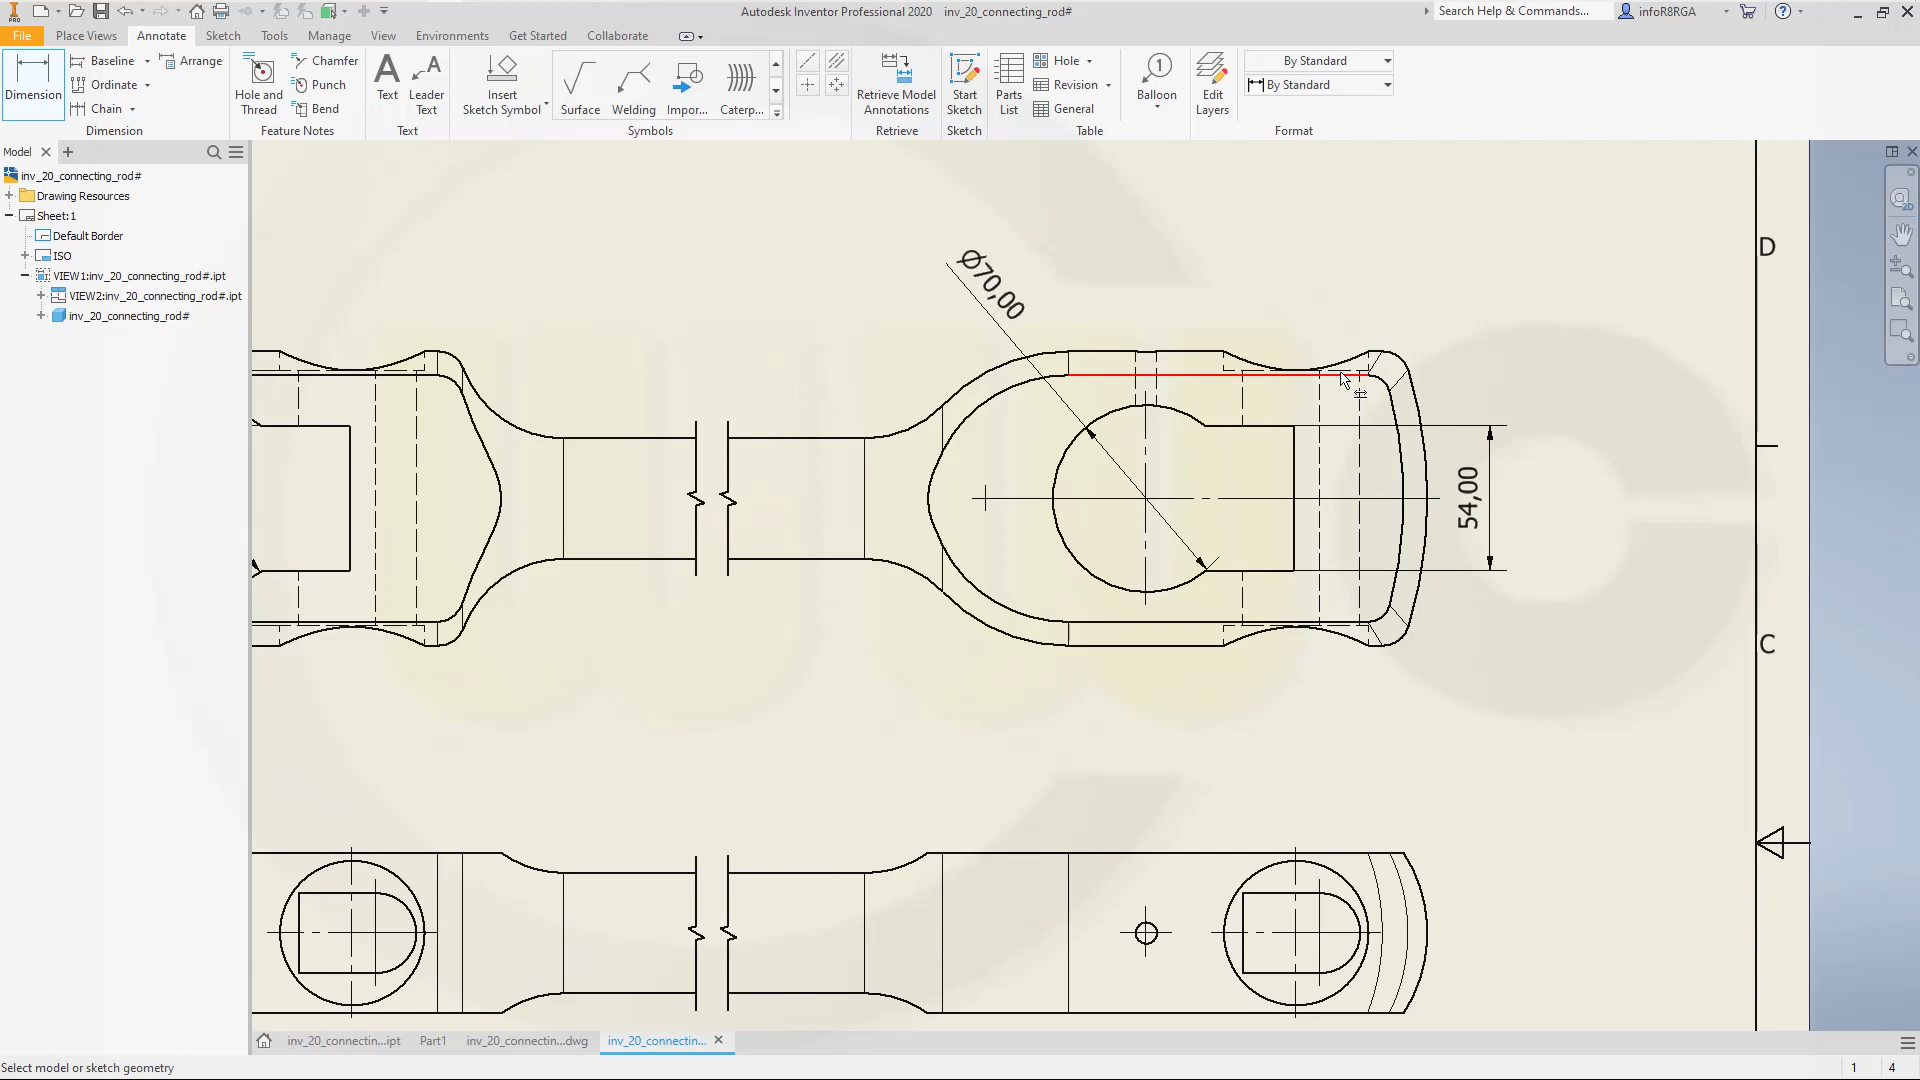 Autodesk Inventor Professional 2020 inv_20_connecting_rod#
Search Help & Commands...
infoR8RGA
PRO
File Place Views Annotate Sketch Tools Manage View Environments Get Started Collaborate
Dimension
Baseline
Ordinate
Chain
Arrange
Dimension
Hole and
Thread
Chamfer
Punch
Bend
Feature Notes
Text
Leader
Text
Text
Insert
Sketch Symbol
Surface
Welding
Impor...
Caterp...
Symbols
Retrieve Model
Annotations
Retrieve
Start
Sketch
Sketch
Parts
List
Hole
Revision
General
Table
1
Balloon
Edit
Layers
By Standard
By Standard
Format
Model
inv_20_connecting_rod#
Drawing Resources
Sheet:1
Default Border
ISO
VIEW1:inv_20_connecting_rod#.ipt
VIEW2:inv_20_connecting_rod#.ipt
inv_20_connecting_rod#
2D
D
Ø70,00
54,00
C
inv_20_connectin...ipt
Part1
inv_20_connectin...dwg
inv_20_connectin...
Select model or sketch geometry
1 4